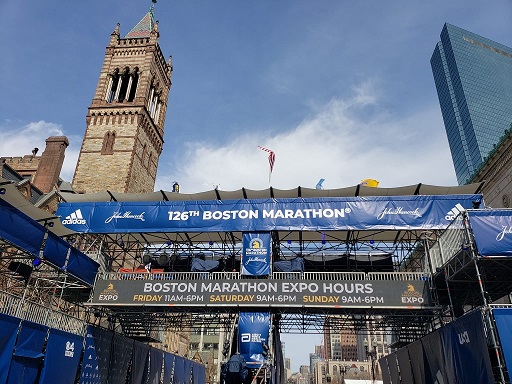 adidas
John Hancock
126TH BOSTON MARATHON®
John Hancock
BOSTON MARATHON EXPO HOURS
EXPO
FRIDAY 11AM-6PM SATURDAY 9AM-6PM SUNDAY 9AM-6PM
EXPO
Abbott